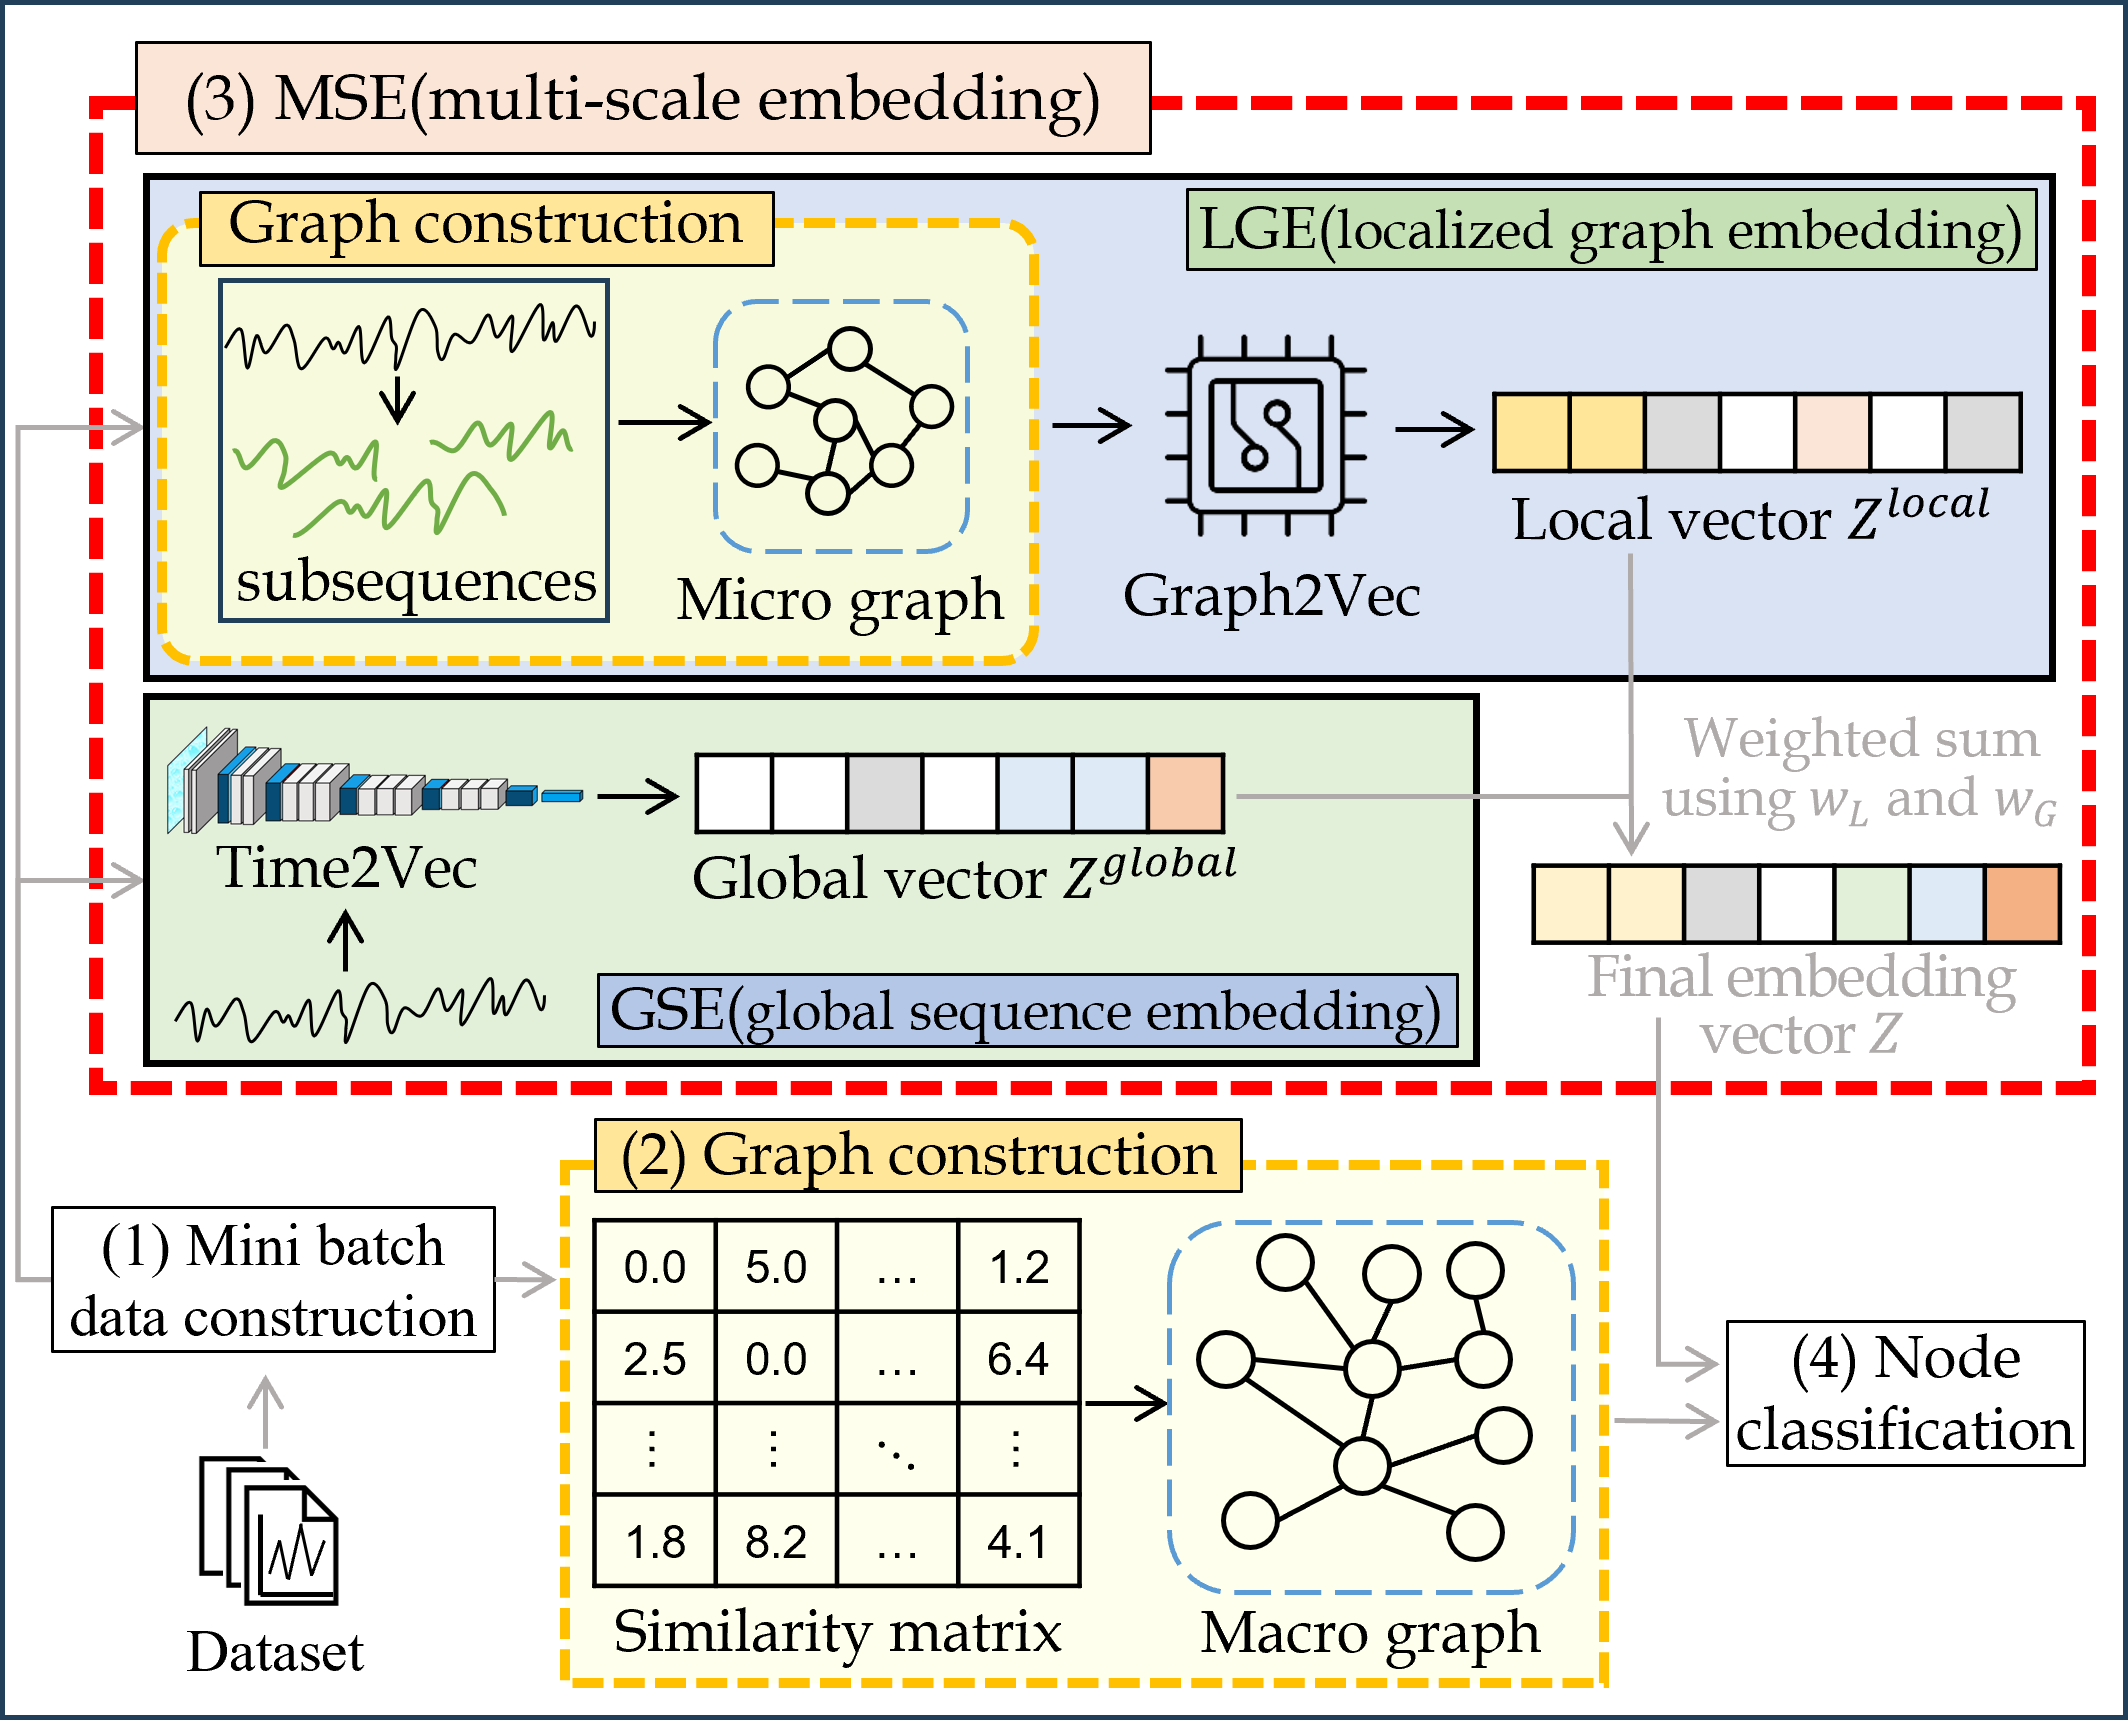 (3) MSE(multi-scale embedding)
Graph construction
LGE(localized graph embedding)
subsequences
Micro graph
Graph2Vec
Local vector Z^local
Time2Vec
Global vector Z^global
GSE(global sequence embedding)
Weighted sum
using w_L and w_G
Final embedding
vector Z
(1) Mini batch
data construction
Dataset
(2) Graph construction
0.0 5.0 … 1.2
2.5 0.0 … 6.4
⋮ ⋮ ⋱ ⋮
1.8 8.2 … 4.1
Similarity matrix
Macro graph
(4) Node
classification